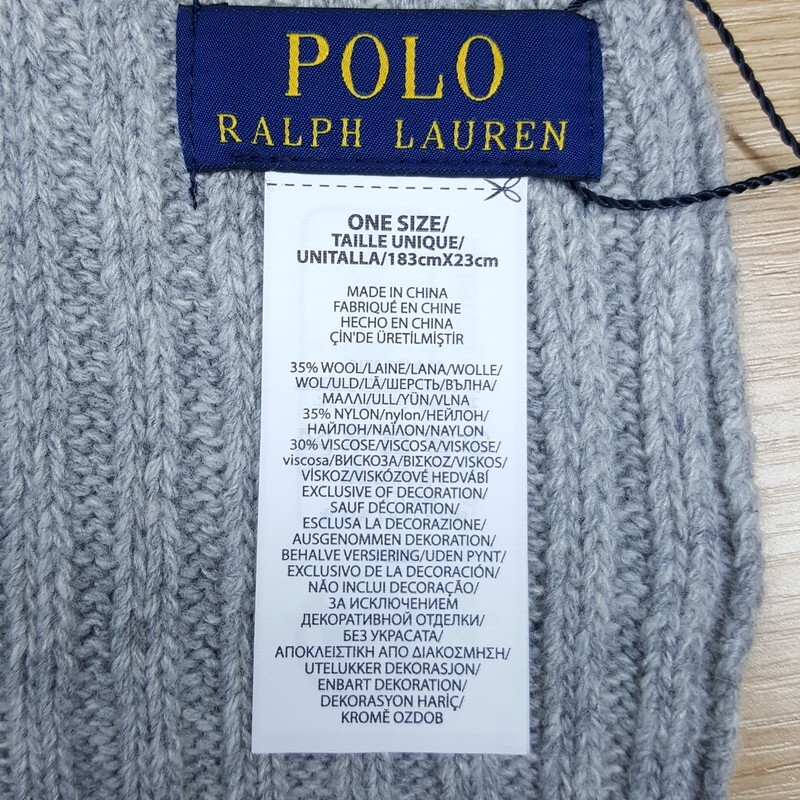 POLO
RALPH LAUREN
ONE SIZE/
TAILLE UNIQUE/
UNITALLA/183cmX23cm
MADE IN CHINA
FABRIQUÉ EN CHINE
HECHO EN CHINA
ÇİN'DE ÜRETİLMİŞTİR
35% WOOL/LAINE/LANA/WOLLE/
WOL/ULD/LÃ/ШЕРСТЬ/ВЪЛНА/
ΜΑΛΛΙ/ULL/YÜN/VLNA
35% NYLON/nylon/НЕЙЛОН/
НАЙЛОН/NAÏLON/NAYLON
30% VISCOSE/VISCOSA/VISKOSE/
viscosa/ВИСКОЗА/ΒΙΣΚΟΖ/VISKOS/
VİSKOZ/VISKÓZOVÉ HEDVÁBÍ
EXCLUSIVE OF DECORATION/
SAUF DÉCORATION/
ESCLUSA LA DECORAZIONE/
AUSGENOMMEN DEKORATION/
BEHALVE VERSIERING/UDEN PYNT/
EXCLUSIVO DE LA DECORACIÓN/
NÃO INCLUI DECORAÇÃO/
ЗА ИСКЛЮЧЕНИЕМ
ДЕКОРАТИВНОЙ ОТДЕЛКИ/
БЕЗ УКРАСАТА/
ΑΠΟΚΛΕΙΣΤΙΚΗ ΑΠΟ ΔΙΑΚΟΣΜΗΣΗ/
UTELUKKER DEKORASJON/
ENBART DEKORATION/
DEKORASYON HARİÇ/
KROMĚ OZDOB